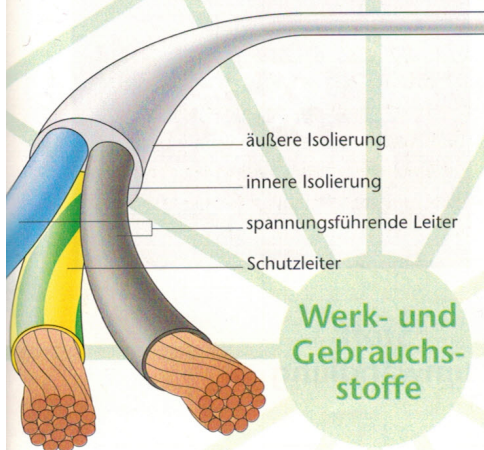 äußere Isolierung
innere Isolierung
spannungsführende Leiter
Schutzleiter
Werk- und
Gebrauchs-
stoffe